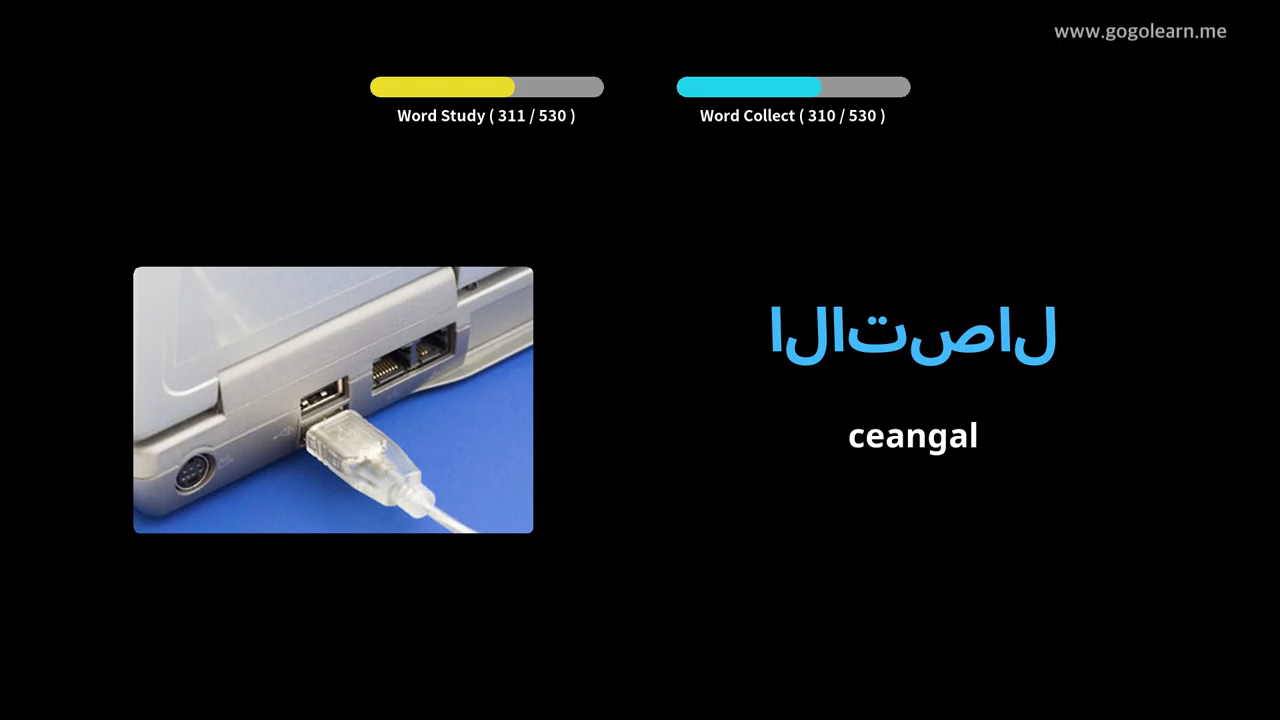 www.gogolearn.me
Word Study ( 311 / 530 )
Word Collect ( 310 / 530 )
الاتصال
ceangal